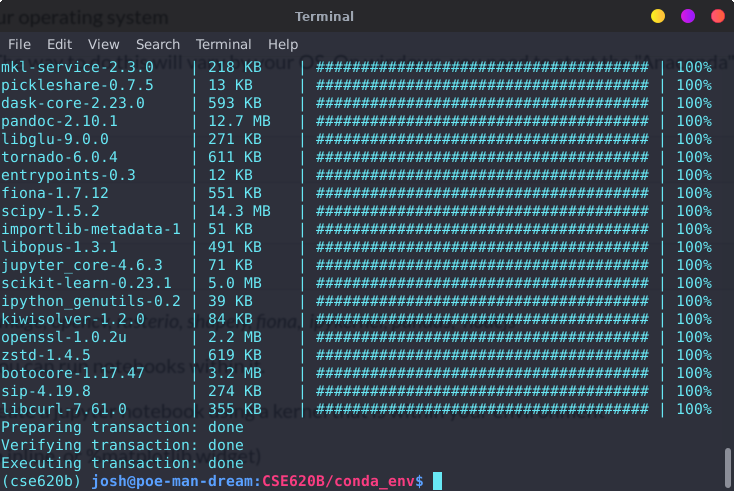 ur operating system
Terminal
File Edit View Search Terminal Help
mkl-service-2.3.0 | 218 KB | ##################################### | 100%
pickleshare-0.7.5 | 13 KB | ##################################### | 100%
dask-core-2.23.0 | 593 KB | ##################################### | 100%
pandoc-2.10.1 | 12.7 MB | ##################################### | 100%
libglu-9.0.0 | 271 KB | ##################################### | 100%
tornado-6.0.4 | 611 KB | ##################################### | 100%
entrypoints-0.3 | 12 KB | ##################################### | 100%
fiona-1.7.12 | 551 KB | ##################################### | 100%
scipy-1.5.2 | 14.3 MB | ##################################### | 100%
importlib-metadata-1 | 51 KB | ##################################### | 100%
libopus-1.3.1 | 491 KB | ##################################### | 100%
jupyter_core-4.6.3 | 71 KB | ##################################### | 100%
scikit-learn-0.23.1 | 5.0 MB | ##################################### | 100%
ipython_genutils-0.2 | 39 KB | ##################################### | 100%
kiwisolver-1.2.0 | 84 KB | ##################################### | 100%
openssl-1.0.2u | 2.2 MB | ##################################### | 100%
zstd-1.4.5 | 619 KB | ##################################### | 100%
botocore-1.17.47 | 3.2 MB | ##################################### | 100%
sip-4.19.8 | 274 KB | ##################################### | 100%
libcurl-7.61.0 | 355 KB | ##################################### | 100%
Preparing transaction: done
Verifying transaction: done
Executing transaction: done
(cse620b) josh@poe-man-dream:CSE620B/conda_env$